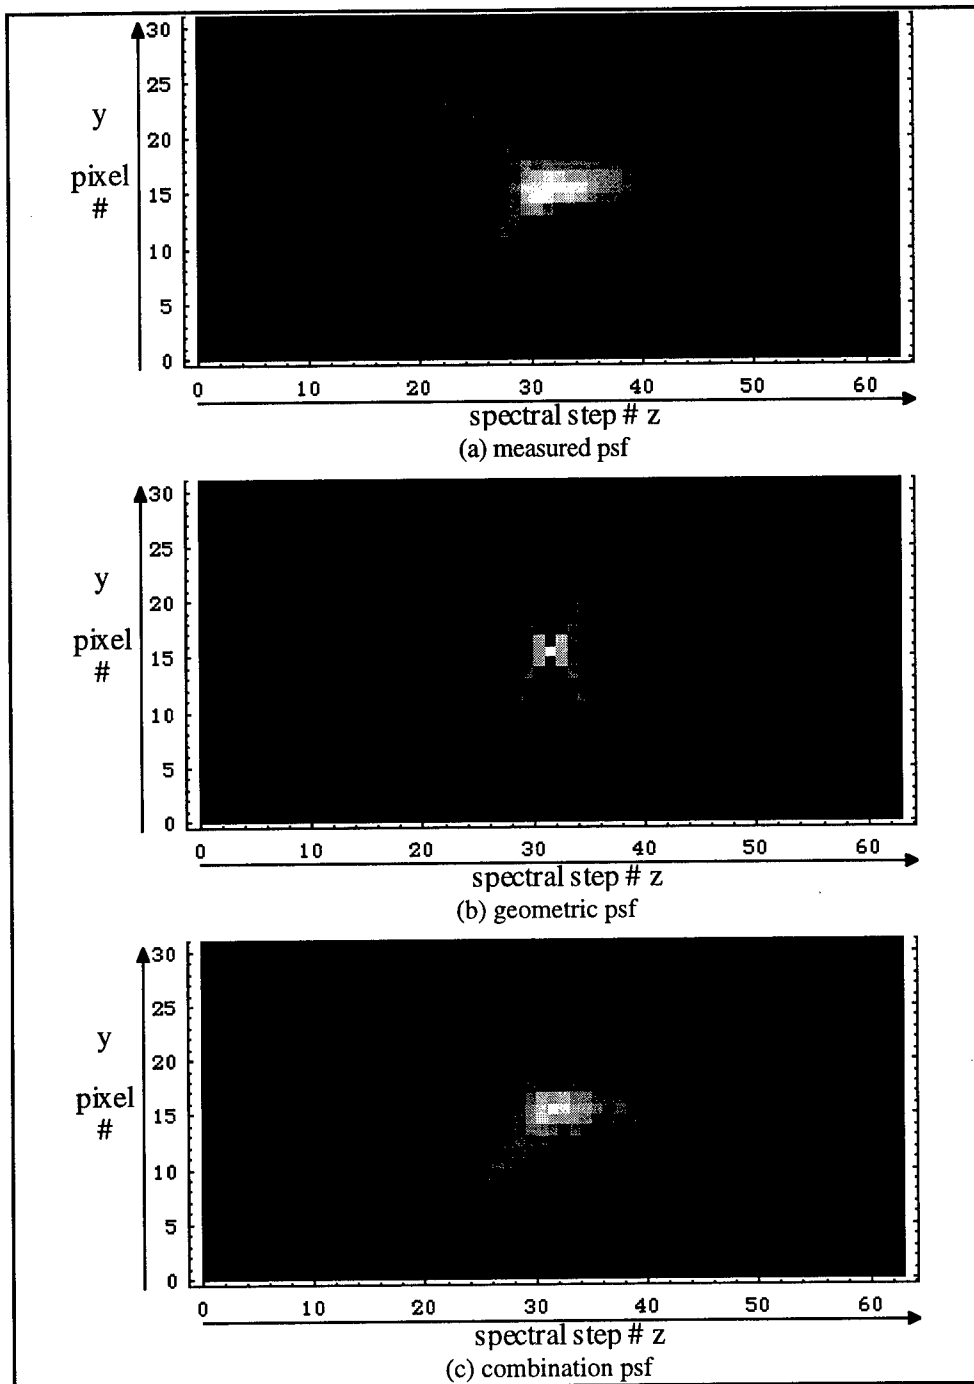 30
25
y
20
pixel
15
#
10
5
0
0 10 20 30 40 50 60
spectral step # z
(a) measured psf
30
25
y
20
pixel
15
#
10
5
0
0 10 20 30 40 50 60
spectral step # z
(b) geometric psf
30
25
y
20
pixel
15
#
10
5
0
0 10 20 30 40 50 60
spectral step # z
(c) combination psf